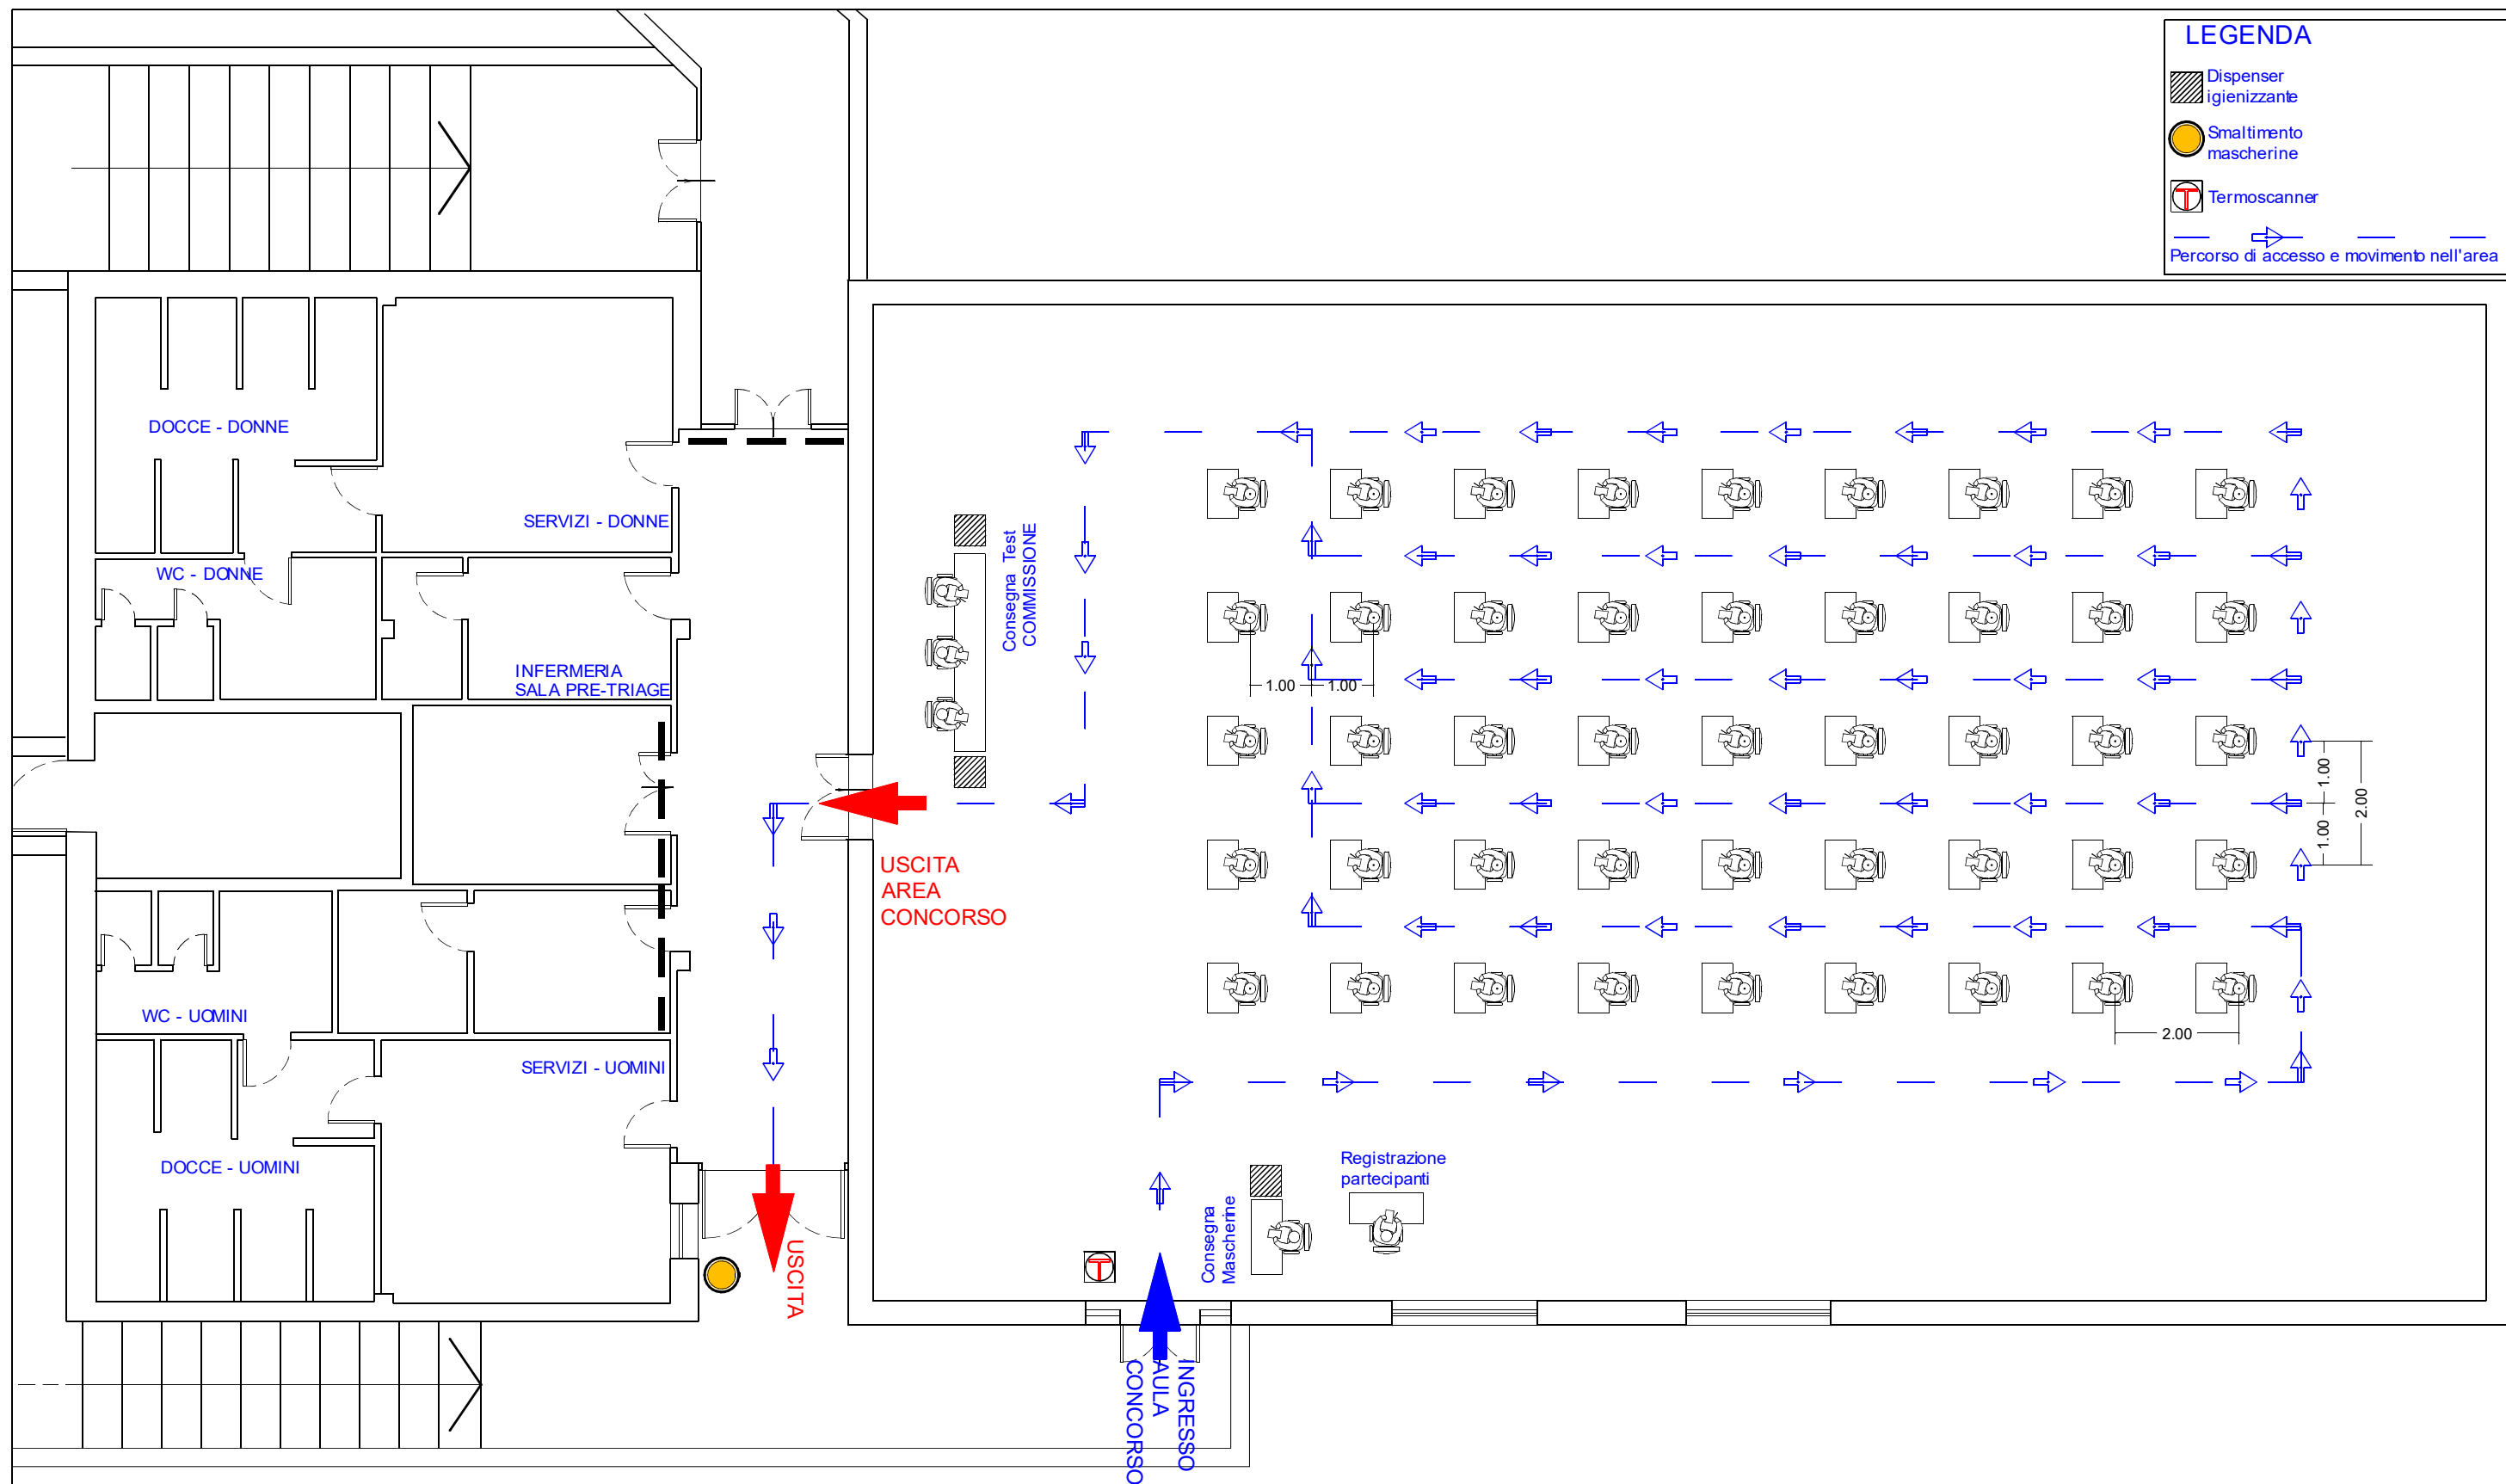 LEGENDA
Dispenser
igienizzante
Smaltimento
mascherine
T
Termoscanner
Percorso di accesso e movimento nell'area
DOCCE - DONNE
SERVIZI - DONNE
WC - DONNE
INFERMERIA
SALA PRE-TRIAGE
WC - UOMINI
SERVIZI - UOMINI
DOCCE - UOMINI
USCITA
Consegna Test
COMMISSIONE
USCITA
AREA
CONCORSO
1.00
1.00
1.00
1.00
2.00
2.00
Registrazione
partecipanti
Consegna
Mascherine
T
INGRESSO
AULA
CONCORSO